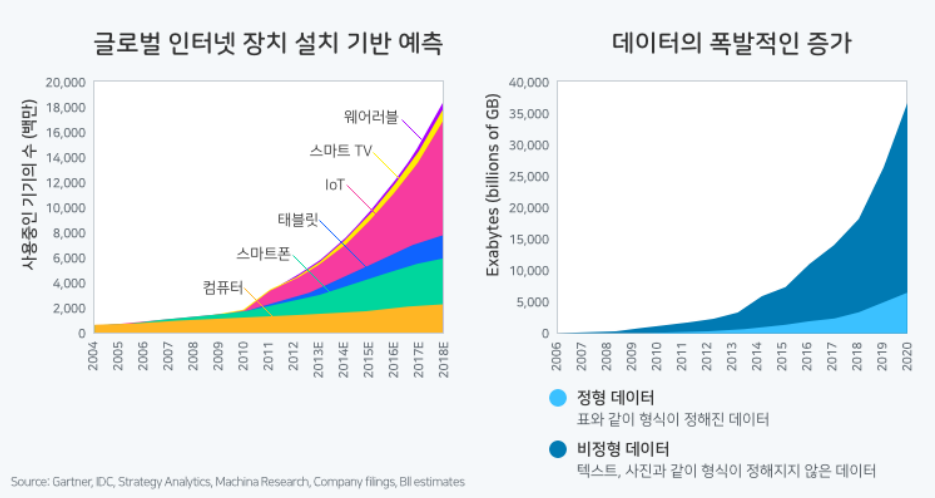 글로벌 인터넷 장치 설치 기반 예측
사용중인 기기의 수 (백만)
20,000
18,000
16,000
14,000
12,000
10,000
8,000
6,000
4,000
2,000
0
웨어러블
스마트 TV
IoT
태블릿
스마트폰
컴퓨터
2004
2005
2006
2007
2008
2009
2010
2011
2012
2013E
2014E
2015E
2016E
2017E
2018E
데이터의 폭발적인 증가
Exabytes (billions of GB)
40,000
35,000
30,000
25,000
20,000
15,000
10,000
5,000
0
2006
2007
2008
2009
2010
2011
2012
2013
2014
2015
2016
2017
2018
2019
2020
정형 데이터
표와 같이 형식이 정해진 데이터
비정형 데이터
텍스트, 사진과 같이 형식이 정해지지 않은 데이터
Source: Gartner, IDC, Strategy Analytics, Machina Research, Company filings, BII estimates